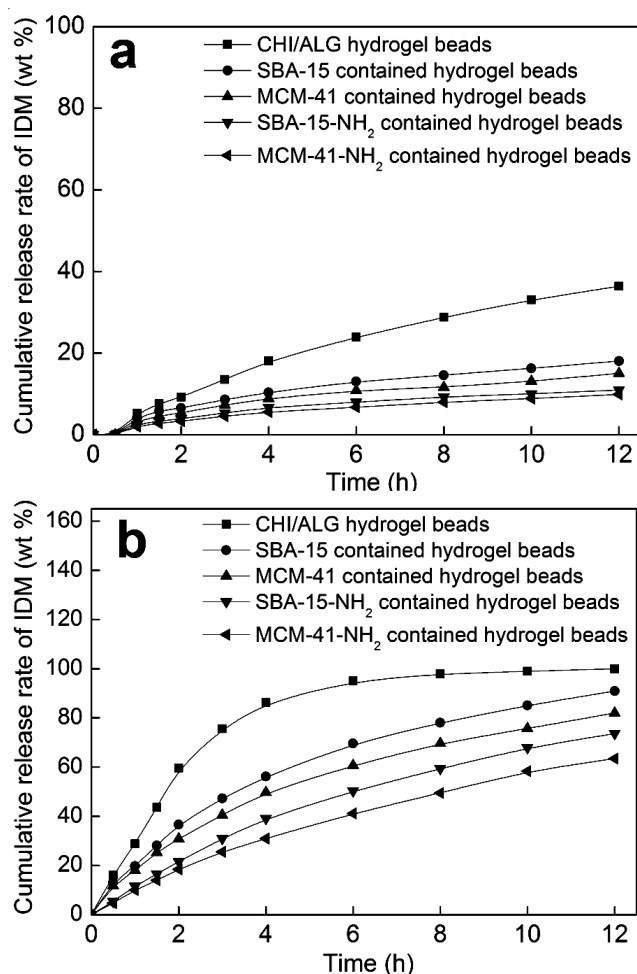 a
CHI/ALG hydrogel beads
SBA-15 contained hydrogel beads
MCM-41 contained hydrogel beads
SBA-15-NH₂ contained hydrogel beads
MCM-41-NH₂ contained hydrogel beads
Cumulative release rate of IDM (wt %)
100
80
60
40
20
0
0 2 4 6 8 10 12
Time (h)
b
CHI/ALG hydrogel beads
SBA-15 contained hydrogel beads
MCM-41 contained hydrogel beads
SBA-15-NH₂ contained hydrogel beads
MCM-41-NH₂ contained hydrogel beads
Cumulative release rate of IDM (wt %)
160
140
120
100
80
60
40
20
0
0 2 4 6 8 10 12
Time (h)